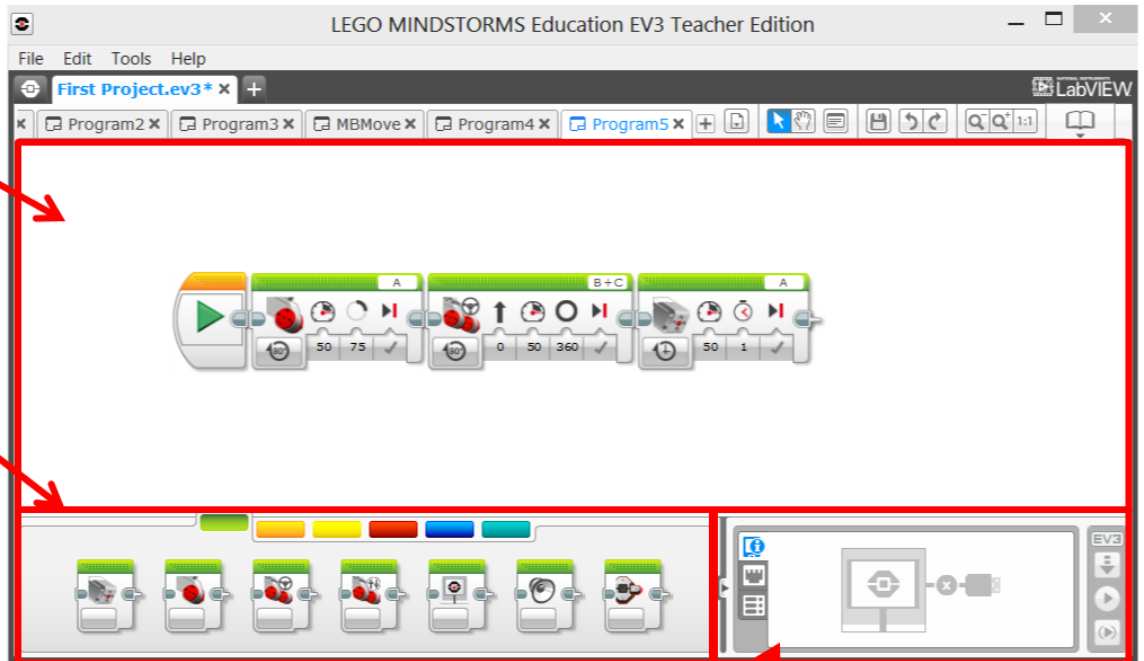 LEGO MINDSTORMS Education EV3 Teacher Edition
File Edit Tools Help
First Project.ev3* × +
LabVIEW
Program2 × Program3 × MBMove × Program4 × Program5 × + 1:1
A B+C A
50 75 0 50 360 50 1
EV3